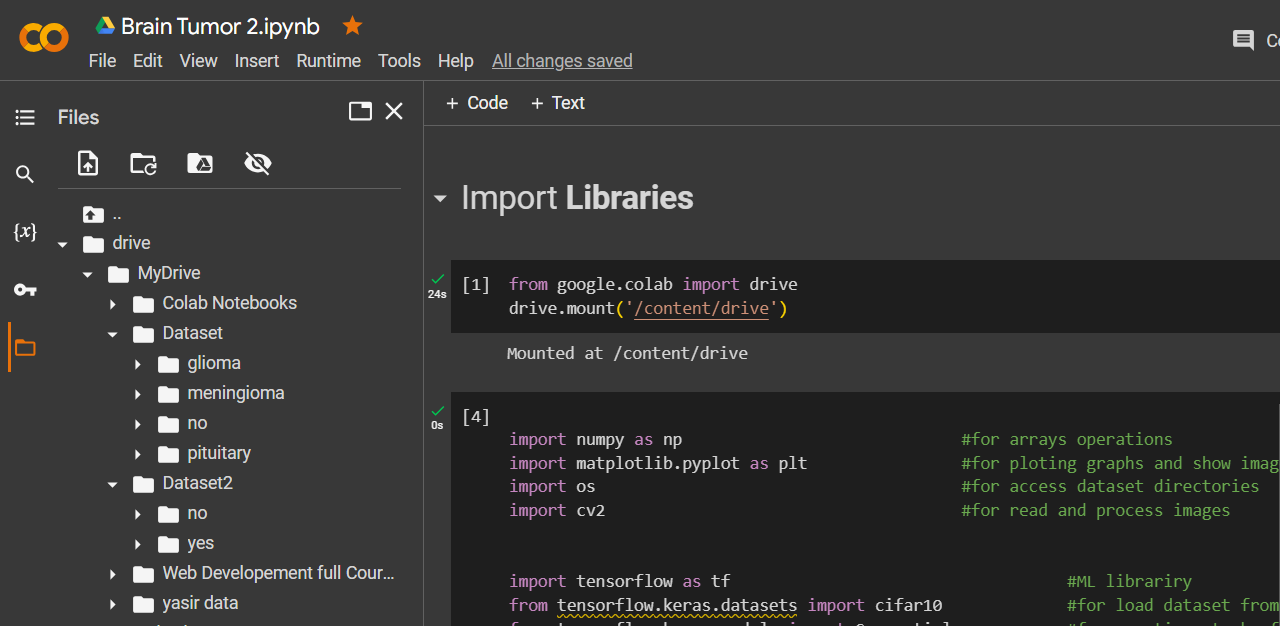 Brain Tumor 2.ipynb
File Edit View Insert Runtime Tools Help All changes saved
Files
+ Code + Text
..
drive
MyDrive
Colab Notebooks
Dataset
glioma
meningioma
no
pituitary
Dataset2
no
yes
Web Developement full Cour...
yasir data
{x}
Import Libraries
24s
[1] from google.colab import drive
drive.mount('/content/drive')
Mounted at /content/drive
0s
[4]
import numpy as np #for arrays operations
import matplotlib.pyplot as plt #for ploting graphs and show imag
import os #for access dataset directories
import cv2 #for read and process images
import tensorflow as tf #ML librariry
from tensorflow.keras.datasets import cifar10 #for load dataset from